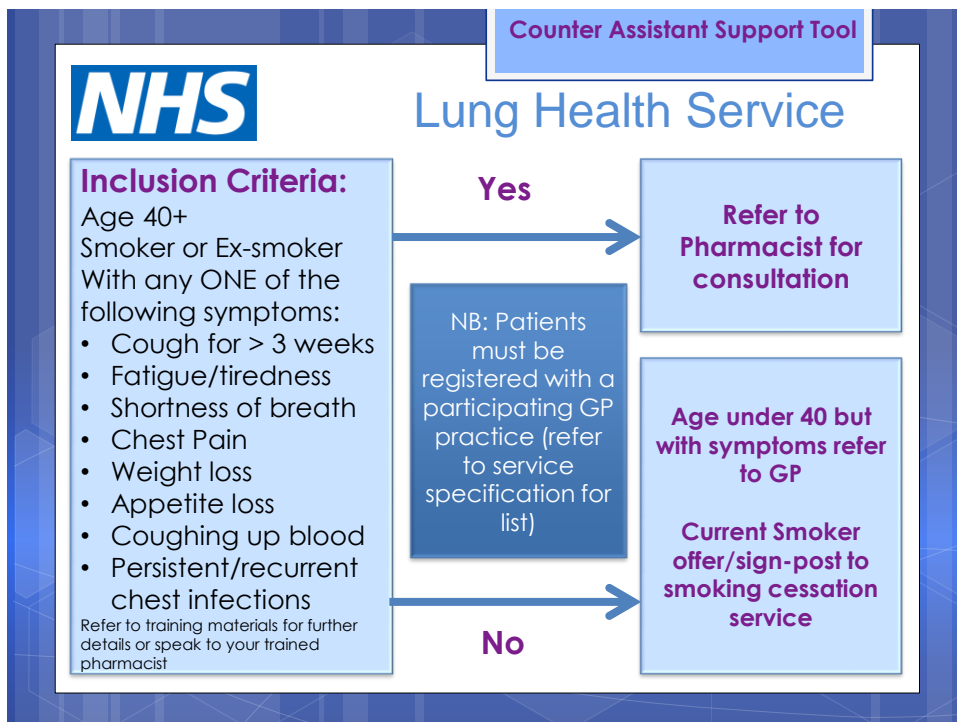 Counter Assistant Support Tool
NHS
Lung Health Service
Inclusion Criteria:
Age 40+
Smoker or Ex-smoker
With any ONE of the
following symptoms:
• Cough for > 3 weeks
• Fatigue/tiredness
• Shortness of breath
• Chest Pain
• Weight loss
• Appetite loss
• Coughing up blood
• Persistent/recurrent
chest infections
Refer to training materials for further
details or speak to your trained
pharmacist
Yes
NB: Patients
must be
registered with a
participating GP
practice (refer
to service
specification for
list)
No
Refer to
Pharmacist for
consultation
Age under 40 but
with symptoms refer
to GP
Current Smoker
offer/sign-post to
smoking cessation
service